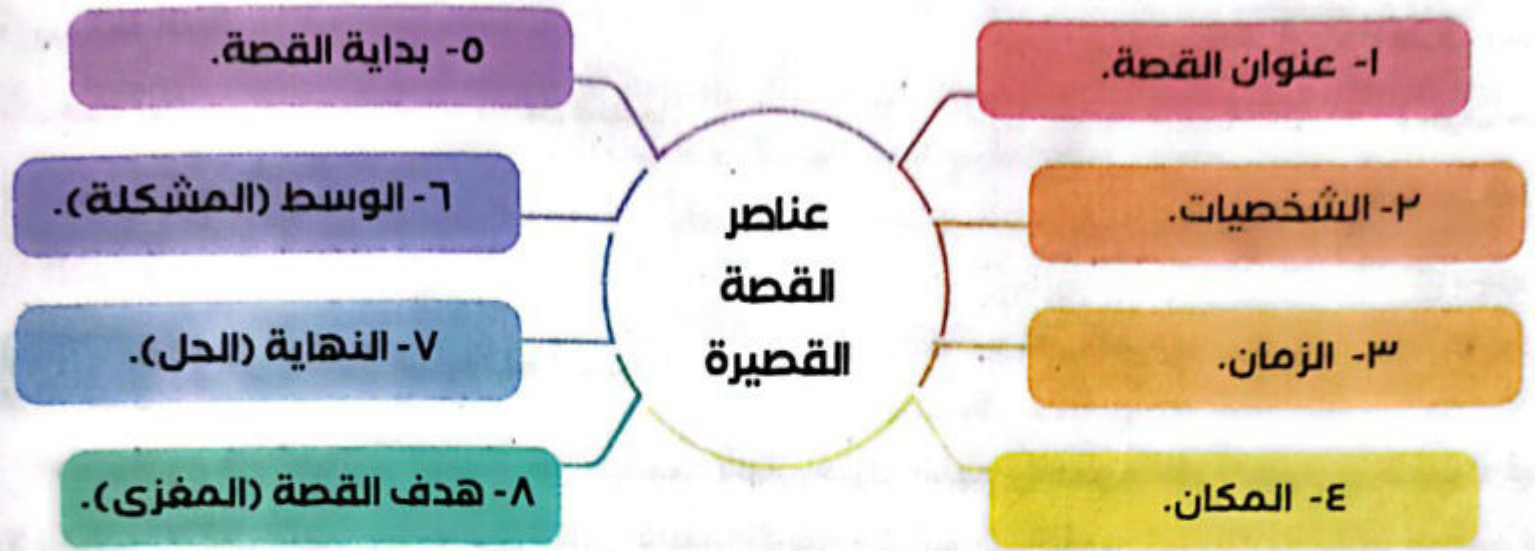 عناصر
القصة
القصيرة
١- عنوان القصة.
٢- الشخصيات.
٣- الزمان.
٤- المكان.
٥- بداية القصة.
٦- الوسط (المشكلة).
٧- النهاية (الحل).
٨- هدف القصة (المغزى).